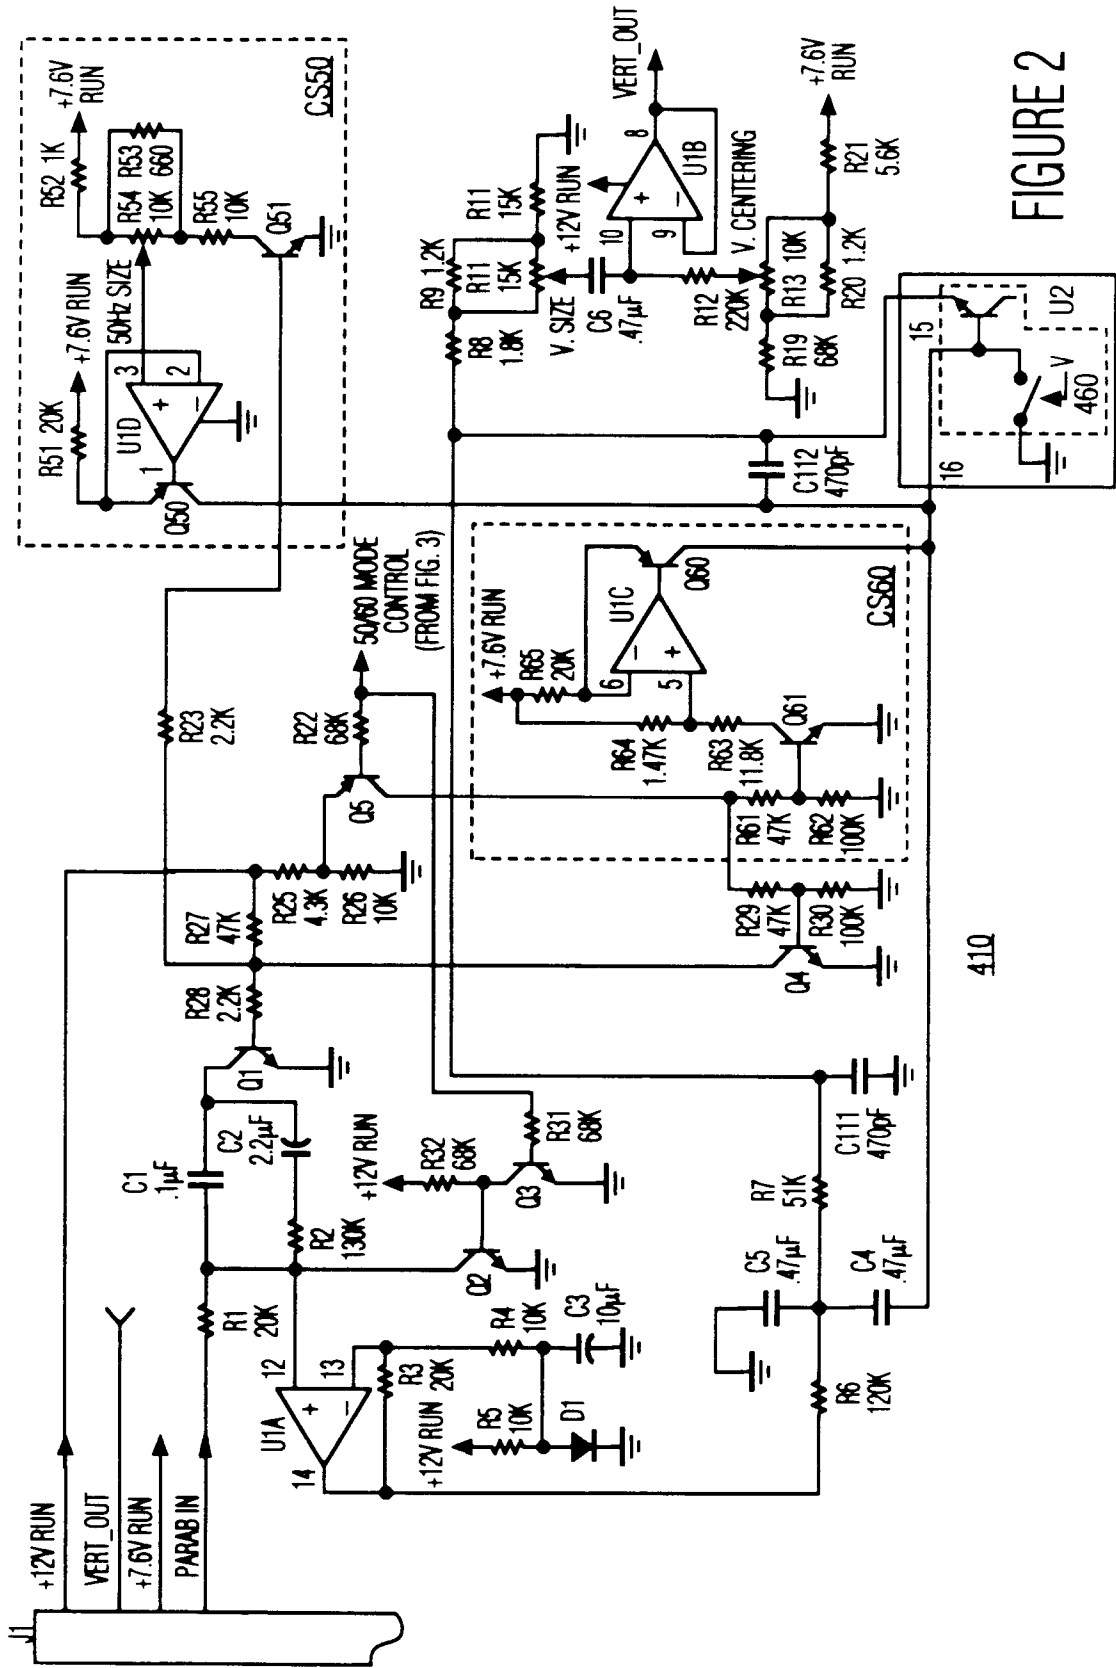 J1
+12V RUN
VERT_OUT
+7.6V RUN
PARAB IN
R1
20K
C1
.1µF
C2
2.2µF
R2
130K
Q1
R28
2.2K
R27
47K
R25
4.3K
R26
10K
R23
2.2K
Q5
R22
68K
50/60 MODE
CONTROL
(FROM FIG. 3)
R51 20K
+7.6V RUN
Q50
1
U1D
+
−
3
2
50Hz SIZE
R52 1K
+7.6V
RUN
R54
10K
R53
660
R55
10K
Q51
CS50
U1A
+
−
12
13
14
R3
20K
R4
10K
+12V RUN
R5
10K
D1
C3
10µF
Q2
+12V RUN
R32
68K
Q3
R31
68K
R6
120K
C5
.47µF
C4
.47µF
R7
51K
C111
470pF
Q4
R29
47K
R30
100K
R61
47K
R62
100K
Q61
R64
1.47K
R63
11.8K
+7.6V RUN
R65
20K
6
5
−
+
U1C
Q60
CS60
C112
470pF
R8
1.8K
R9 1.2K
R11
15K
R11
15K
V. SIZE
C6
.47µF
+12V RUN
10
9
8
+
−
U1B
VERT_OUT
R12
220K
V. CENTERING
R13 10K
R19
68K
R20 1.2K
R21
5.6K
+7.6V
RUN
16
15
U2
V
460
410
FIGURE 2